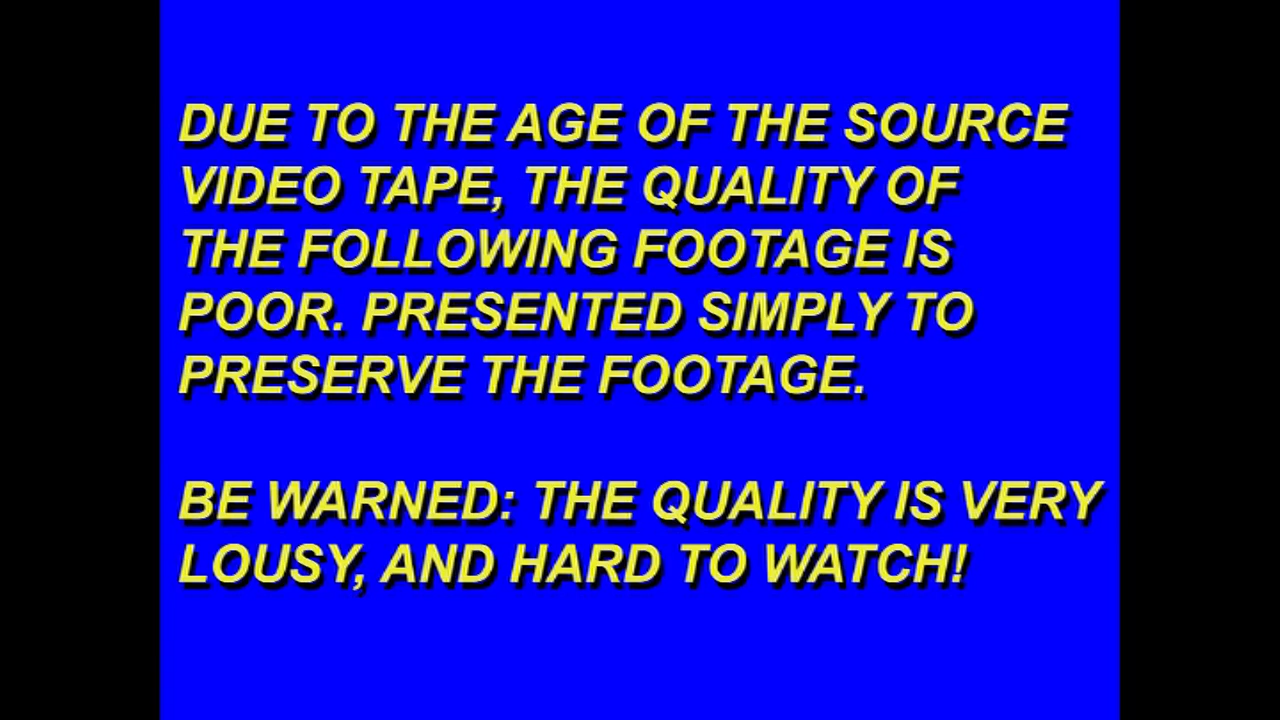 DUE TO THE AGE OF THE SOURCE
VIDEO TAPE, THE QUALITY OF
THE FOLLOWING FOOTAGE IS
POOR. PRESENTED SIMPLY TO
PRESERVE THE FOOTAGE.
BE WARNED: THE QUALITY IS VERY
LOUSY, AND HARD TO WATCH!